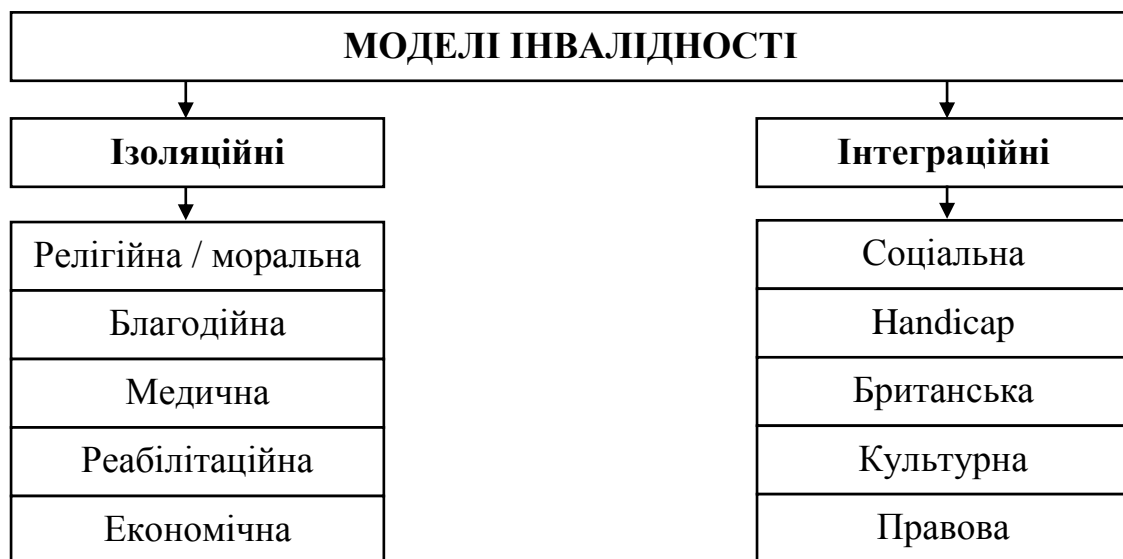 МОДЕЛІ ІНВАЛІДНОСТІ
Ізоляційні
Релігійна / моральна
Благодійна
Медична
Реабілітаційна
Економічна
Інтеграційні
Соціальна
Handicap
Британська
Культурна
Правова